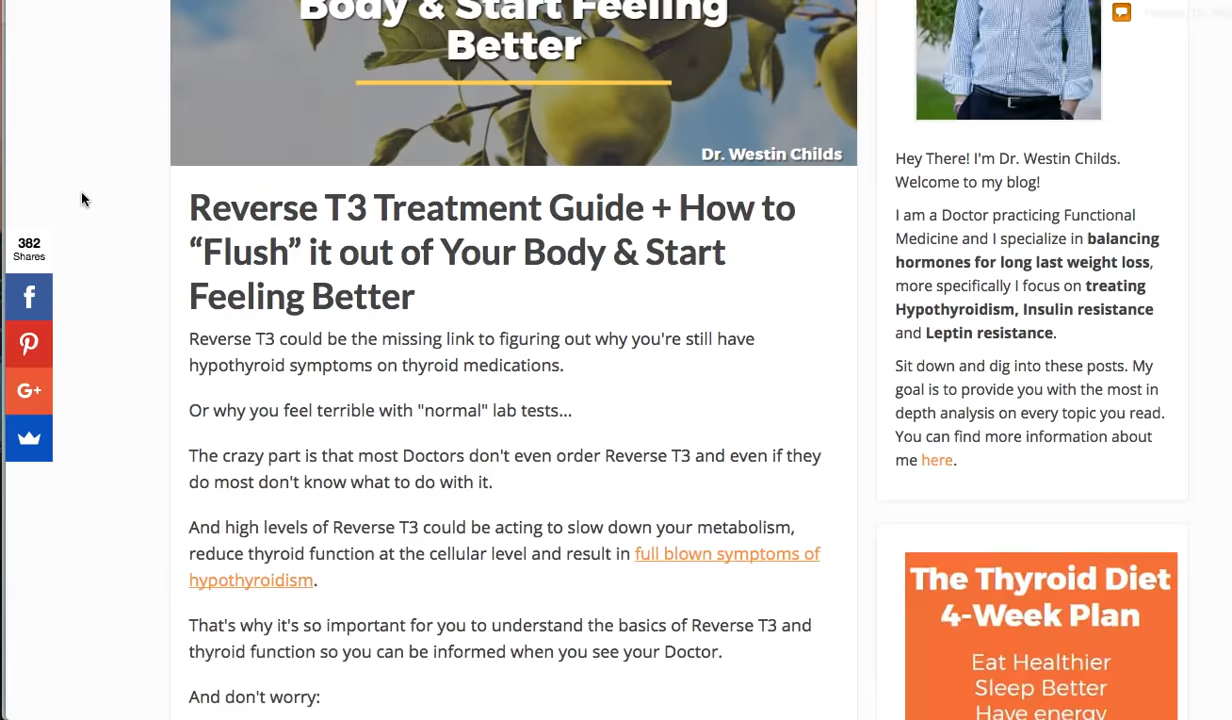 Body & Start Feeling
Better
Dr. Westin Childs
Reverse T3 Treatment Guide + How to
“Flush” it out of Your Body & Start
Feeling Better
Reverse T3 could be the missing link to figuring out why you're still have
hypothyroid symptoms on thyroid medications.
Or why you feel terrible with "normal" lab tests...
The crazy part is that most Doctors don't even order Reverse T3 and even if they
do most don't know what to do with it.
And high levels of Reverse T3 could be acting to slow down your metabolism,
reduce thyroid function at the cellular level and result in full blown symptoms of
hypothyroidism.
That's why it's so important for you to understand the basics of Reverse T3 and
thyroid function so you can be informed when you see your Doctor.
And don't worry:
382
Shares
f
G+
Hey There! I'm Dr. Westin Childs.
Welcome to my blog!
I am a Doctor practicing Functional
Medicine and I specialize in balancing
hormones for long last weight loss,
more specifically I focus on treating
Hypothyroidism, Insulin resistance
and Leptin resistance.
Sit down and dig into these posts. My
goal is to provide you with the most in
depth analysis on every topic you read.
You can find more information about
me here.
The Thyroid Diet
4-Week Plan
Eat Healthier
Sleep Better
Have energy